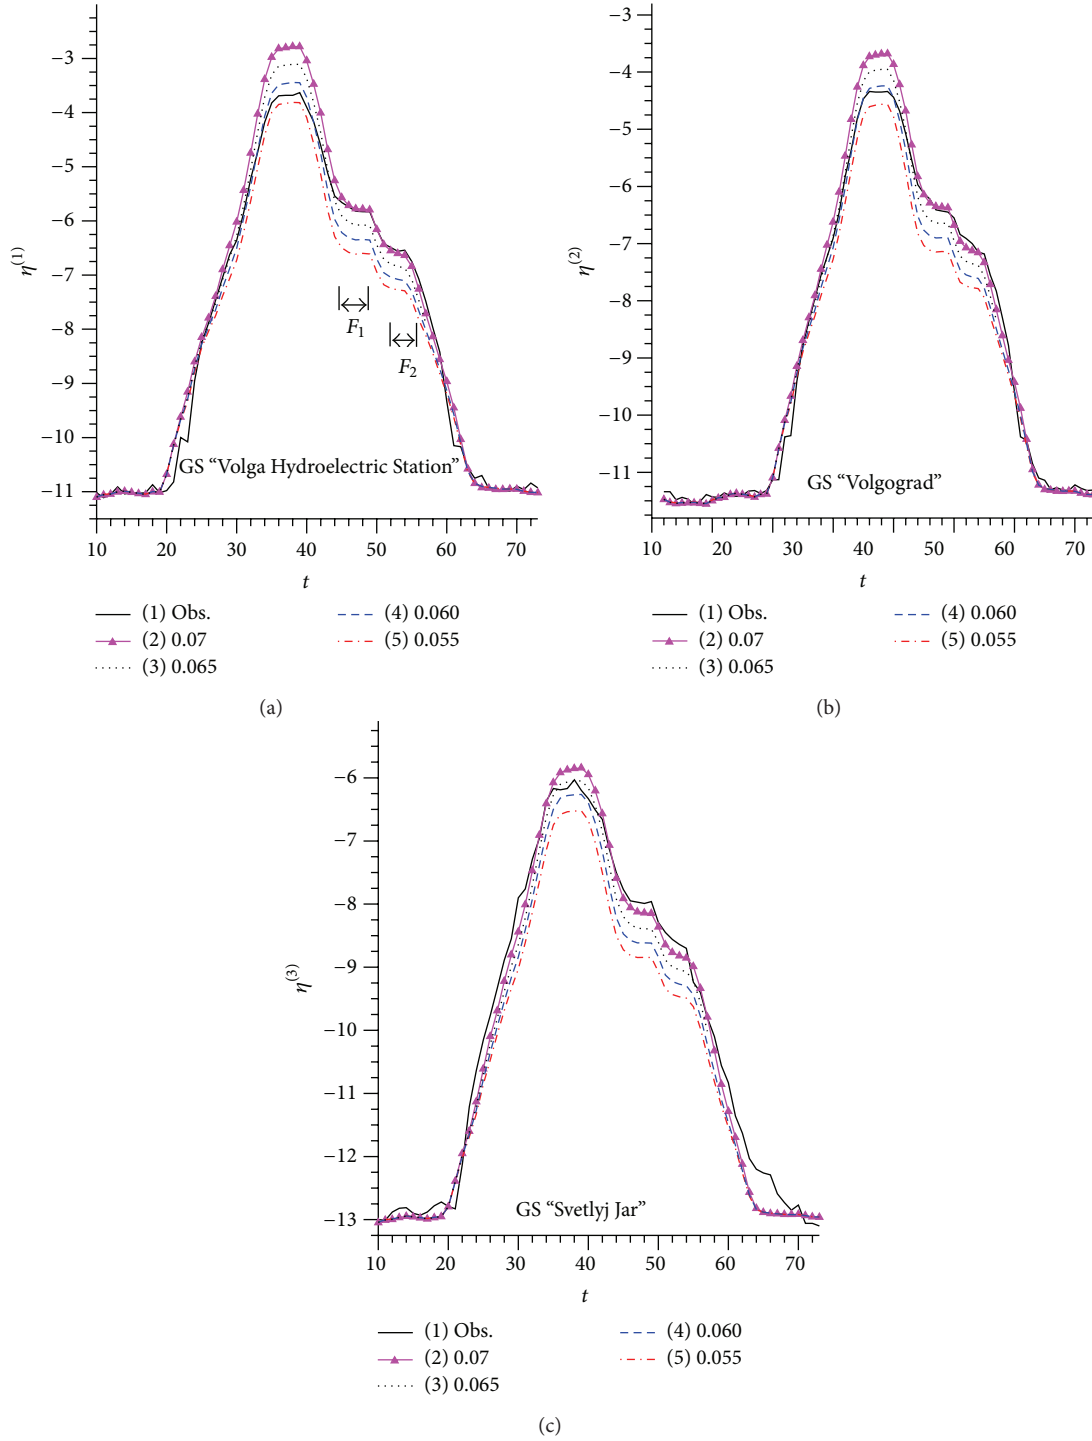 −3
−4
−5
−6
−7
−8
−9
−10
−11
η(1)
F1
F2
GS “Volga Hydroelectric Station”
10 20 30 40 50 60 70
t
(1) Obs.
(2) 0.07
(3) 0.065
(4) 0.060
(5) 0.055
(a)
−3
−4
−5
−6
−7
−8
−9
−10
−11
η(2)
GS “Volgograd”
12 20 30 40 50 60 70
t
(1) Obs.
(2) 0.07
(3) 0.065
(4) 0.060
(5) 0.055
(b)
−6
−7
−8
−9
−10
−11
−12
−13
η(3)
GS “Svetlyj Jar”
10 20 30 40 50 60 70
t
(1) Obs.
(2) 0.07
(3) 0.065
(4) 0.060
(5) 0.055
(c)